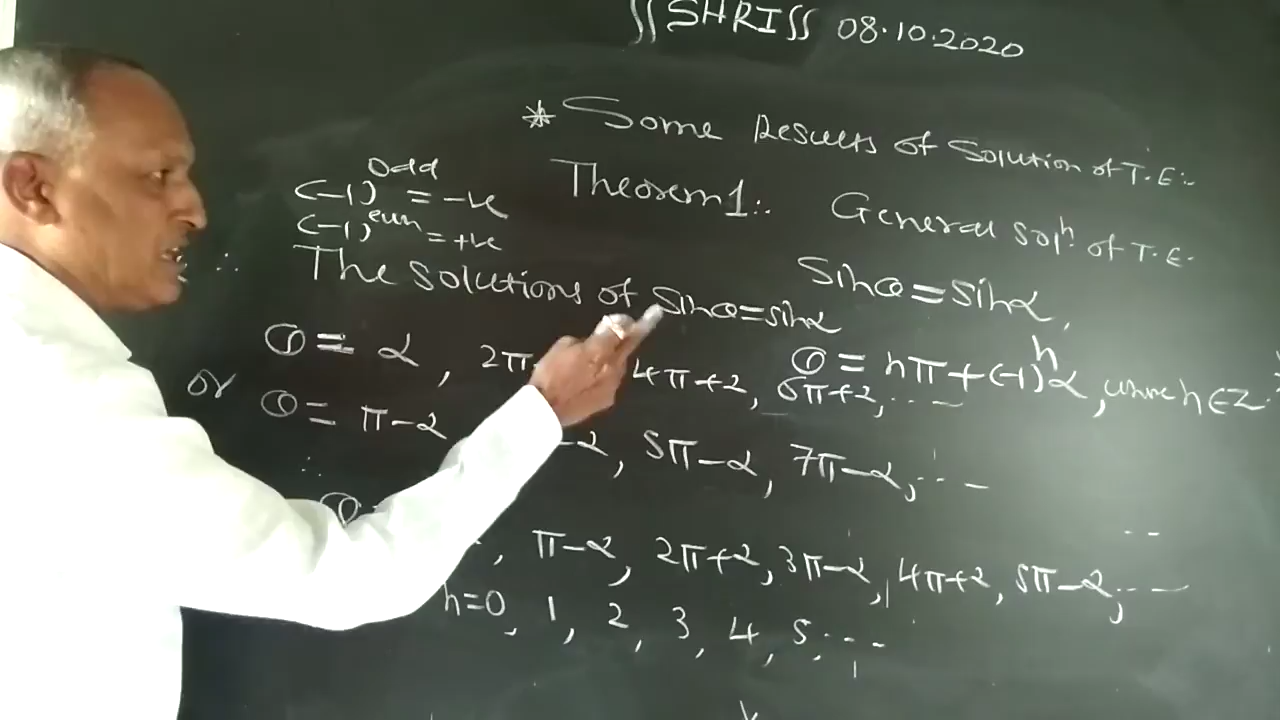 ∬SHRI∬ 08.10.2020
* Some Results of Solution of T.E:-
Theorem 1:. General solⁿ. of T.E.
Sinθ = sinα,
θ = nπ + (-1)ⁿα, where n∈Z.
(-1)ᴼᵈᵈ = -ve
(-1)ᵉᵛᵉⁿ = +ve
∴ The solutions of sinθ = sinα
θ = α, 2π 4π+α, 6π+α, ....
or θ = π-α -α, 5π-α, 7π-α, ....
∴ θ
, π-α, 2π+α, 3π-α, 4π+α, 5π-α, ....
n=0, 1, 2, 3, 4, 5, ...